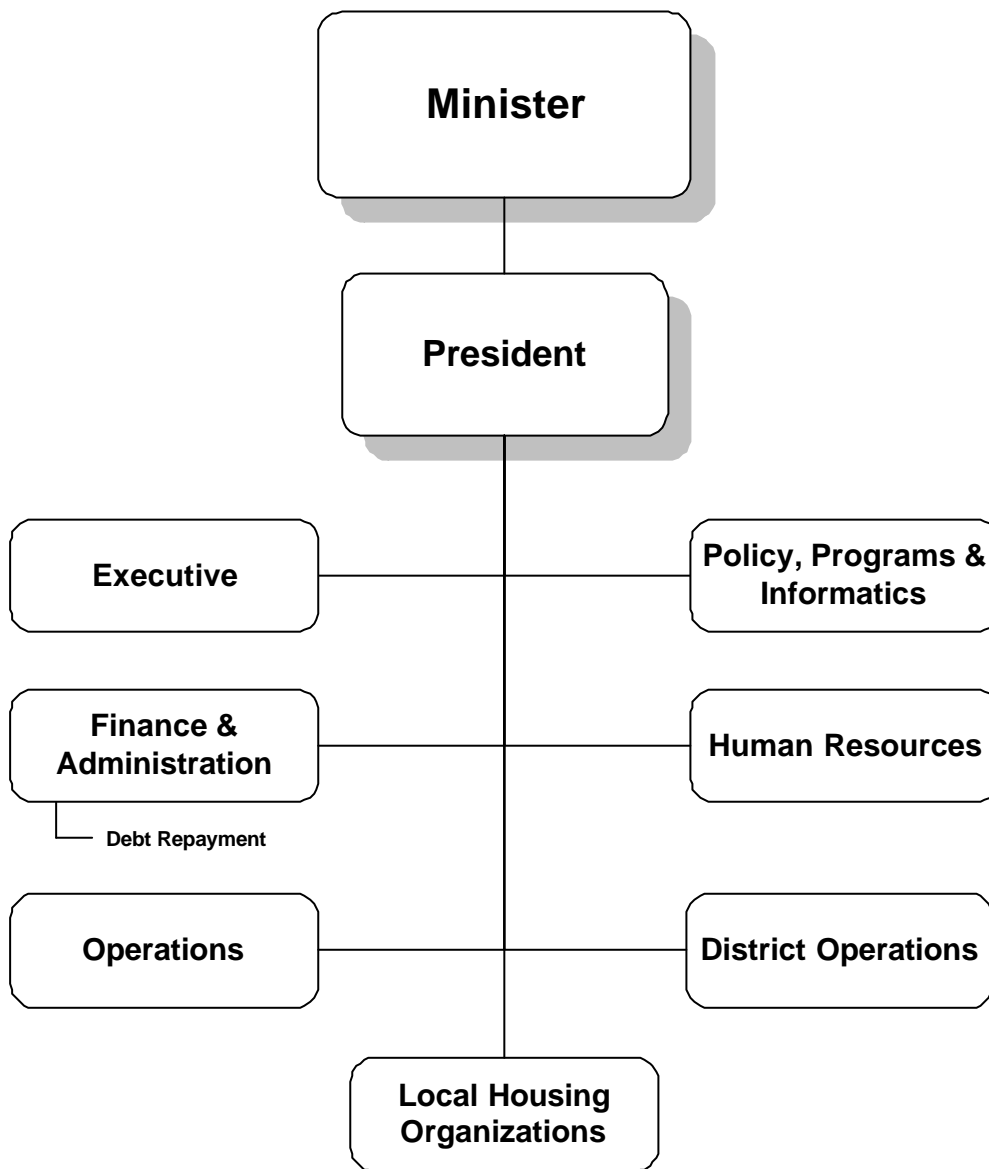 Minister
President
Executive
Policy, Programs &
Informatics
Finance &
Administration
Human Resources
Debt Repayment
Operations
District Operations
Local Housing
Organizations